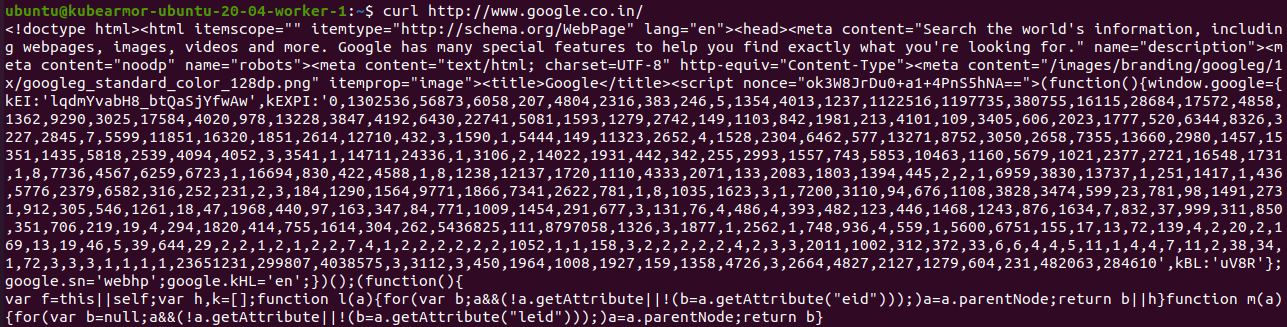 ubuntu@kubearmor-ubuntu-20-04-worker-1:~$ curl http://www.google.co.in/
<!doctype html><html itemscope="" itemtype="http://schema.org/WebPage" lang="en"><head><meta content="Search the world's information, includin
g webpages, images, videos and more. Google has many special features to help you find exactly what you're looking for." name="description"><m
eta content="noodp" name="robots"><meta content="text/html; charset=UTF-8" http-equiv="Content-Type"><meta content="/images/branding/googleg/1
x/googleg_standard_color_128dp.png" itemprop="image"><title>Google</title><script nonce="ok3W8JrDu0+a1+4PnS5hNA==">(function(){window.google={
kEI:'lqdmYvabH8_btQaSjYfwAw',kEXPI:'0,1302536,56873,6058,207,4804,2316,383,246,5,1354,4013,1237,1122516,1197735,380755,16115,28684,17572,4858,
1362,9290,3025,17584,4020,978,13228,3847,4192,6430,22741,5081,1593,1279,2742,149,1103,842,1981,213,4101,109,3405,606,2023,1777,520,6344,8326,3
227,2845,7,5599,11851,16320,1851,2614,12710,432,3,1590,1,5444,149,11323,2652,4,1528,2304,6462,577,13271,8752,3050,2658,7355,13660,2980,1457,15
351,1435,5818,2539,4094,4052,3,3541,1,14711,24336,1,3106,2,14022,1931,442,342,255,2993,1557,743,5853,10463,1160,5679,1021,2377,2721,16548,1731
,1,8,7736,4567,6259,6723,1,16694,830,422,4588,1,8,1238,12137,1720,1110,4333,2071,133,2083,1803,1394,445,2,2,1,6959,3830,13737,1,251,1417,1,436
,5776,2379,6582,316,252,231,2,3,184,1290,1564,9771,1866,7341,2622,781,1,8,1035,1623,3,1,7200,3110,94,676,1108,3828,3474,599,23,781,98,1491,273
1,912,305,546,1261,18,47,1968,440,97,163,347,84,771,1009,1454,291,677,3,131,76,4,486,4,393,482,123,446,1468,1243,876,1634,7,832,37,999,311,850
,351,706,219,19,4,294,1820,414,755,1614,304,262,5436825,111,8797058,1326,3,1877,1,2562,1,748,936,4,559,1,5600,6751,155,17,13,72,139,4,2,20,2,1
69,13,19,46,5,39,644,29,2,2,1,2,1,2,2,7,4,1,2,2,2,2,2,2,1052,1,1,158,3,2,2,2,2,2,4,2,3,3,2011,1002,312,372,33,6,6,4,4,5,11,1,4,4,7,11,2,38,34,
1,72,3,3,3,1,1,1,1,23651231,299807,4038575,3,3112,3,450,1964,1008,1927,159,1358,4726,3,2664,4827,2127,1279,604,231,482063,284610',kBL:'uV8R'};
google.sn='webhp';google.kHL='en';})();(function(){
var f=this||self;var h,k=[];function l(a){for(var b;a&&(!a.getAttribute||!(b=a.getAttribute("eid")));)a=a.parentNode;return b||h}function m(a)
{for(var b=null;a&&(!a.getAttribute||!(b=a.getAttribute("leid")));)a=a.parentNode;return b}